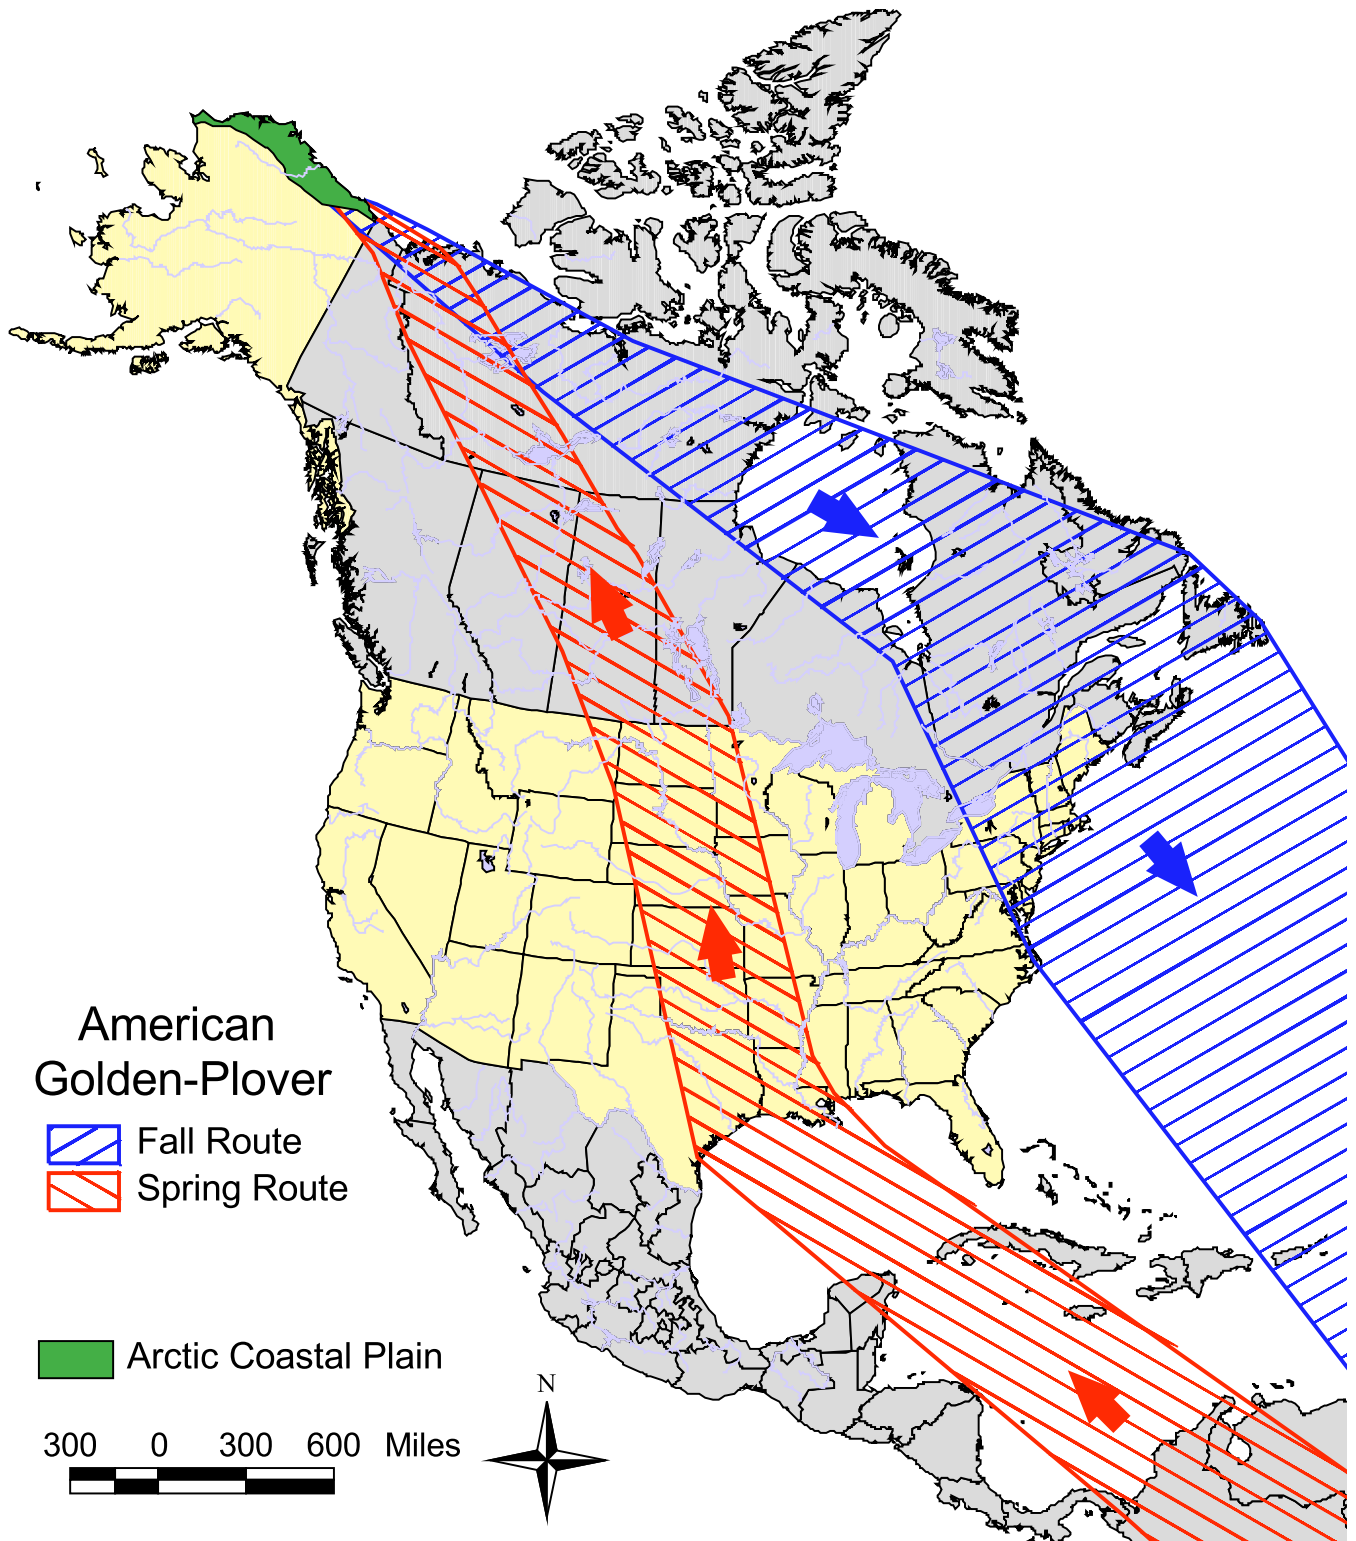 American
Golden-Plover
Fall Route
Spring Route
Arctic Coastal Plain
N
300 0 300 600 Miles